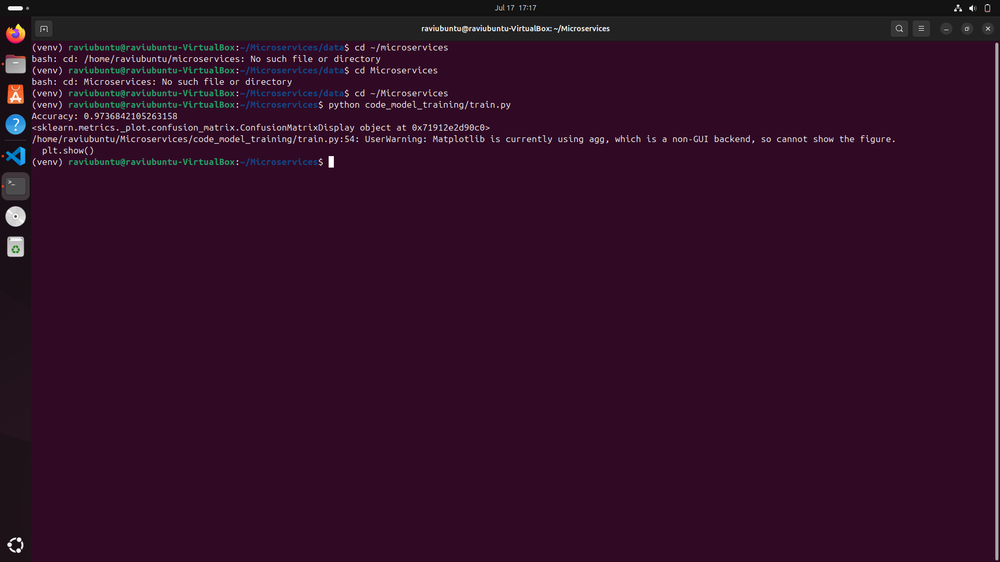 Jul 17 17:17
raviubuntu@raviubuntu-VirtualBox: ~/Microservices
(venv) raviubuntu@raviubuntu-VirtualBox:~/Microservices/data$ cd ~/microservices
bash: cd: /home/raviubuntu/microservices: No such file or directory
(venv) raviubuntu@raviubuntu-VirtualBox:~/Microservices/data$ cd Microservices
bash: cd: Microservices: No such file or directory
(venv) raviubuntu@raviubuntu-VirtualBox:~/Microservices/data$ cd ~/Microservices
(venv) raviubuntu@raviubuntu-VirtualBox:~/Microservices$ python code_model_training/train.py
Accuracy: 0.9736842105263158
<sklearn.metrics._plot.confusion_matrix.ConfusionMatrixDisplay object at 0x71912e2d90c0>
/home/raviubuntu/Microservices/code_model_training/train.py:54: UserWarning: Matplotlib is currently using agg, which is a non-GUI backend, so cannot show the figure.
  plt.show()
(venv) raviubuntu@raviubuntu-VirtualBox:~/Microservices$